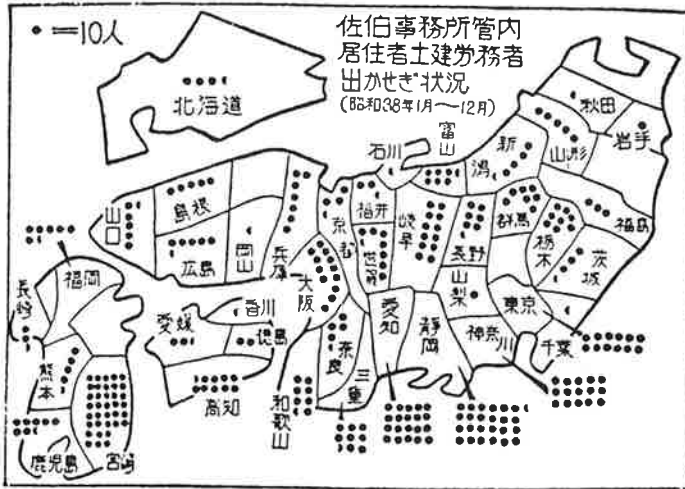 ●＝10人
佐伯事務所管内
居住者土建労務者
出かせぎ状況
(昭和38年1月〜12月)
北海道
秋田
岩手
山形
新潟
富山
石川
福島
群馬
栃木
茨城
長野
岐阜
福井
滋賀
京都
兵庫
大阪
岡山
島根
広島
山口
山梨
東京
千葉
神奈川
静岡
愛知
三重
奈良
和歌山
香川
徳島
愛媛
高知
福岡
長崎
熊本
宮崎
鹿児島